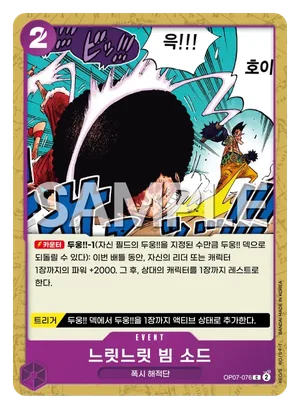 2
윽!!!
호이
SAMPLE
카운터 두웅!!-1(자신 필드의 두웅!!을 지정된 수만큼 두웅!! 덱으로
되돌릴 수 있다): 이번 배틀 동안, 자신의 리더 또는 캐릭터
1장까지의 파워 +2000. 그 후, 상대의 캐릭터를 1장까지 레스트로
한다.
트리거 두웅!! 덱에서 두웅!!을 1장까지 액티브 상태로 추가한다.
EVENT
느릿느릿 빔 소드
폭시 해적단
OP07-076
2